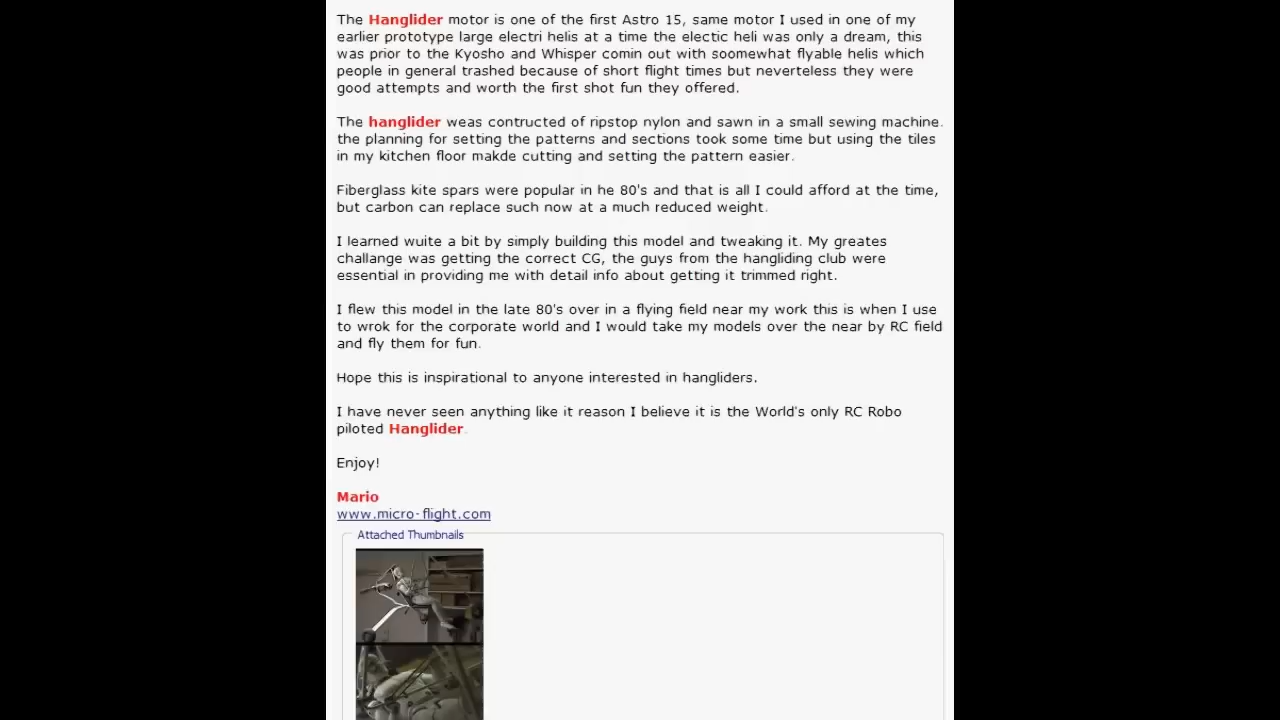 The Hanglider motor is one of the first Astro 15, same motor I used in one of my
earlier prototype large electri helis at a time the electic heli was only a dream, this
was prior to the Kyosho and Whisper comin out with soomewhat flyable helis which
people in general trashed because of short flight times but neverteless they were
good attempts and worth the first shot fun they offered.
The hanglider weas contructed of ripstop nylon and sawn in a small sewing machine.
the planning for setting the patterns and sections took some time but using the tiles
in my kitchen floor makde cutting and setting the pattern easier.
Fiberglass kite spars were popular in he 80's and that is all I could afford at the time,
but carbon can replace such now at a much reduced weight.
I learned wuite a bit by simply building this model and tweaking it. My greates
challange was getting the correct CG, the guys from the hangliding club were
essential in providing me with detail info about getting it trimmed right.
I flew this model in the late 80's over in a flying field near my work this is when I use
to wrok for the corporate world and I would take my models over the near by RC field
and fly them for fun.
Hope this is inspirational to anyone interested in hangliders.
I have never seen anything like it reason I believe it is the World's only RC Robo
piloted Hanglider.
Enjoy!
Mario
www.micro-flight.com
Attached Thumbnails